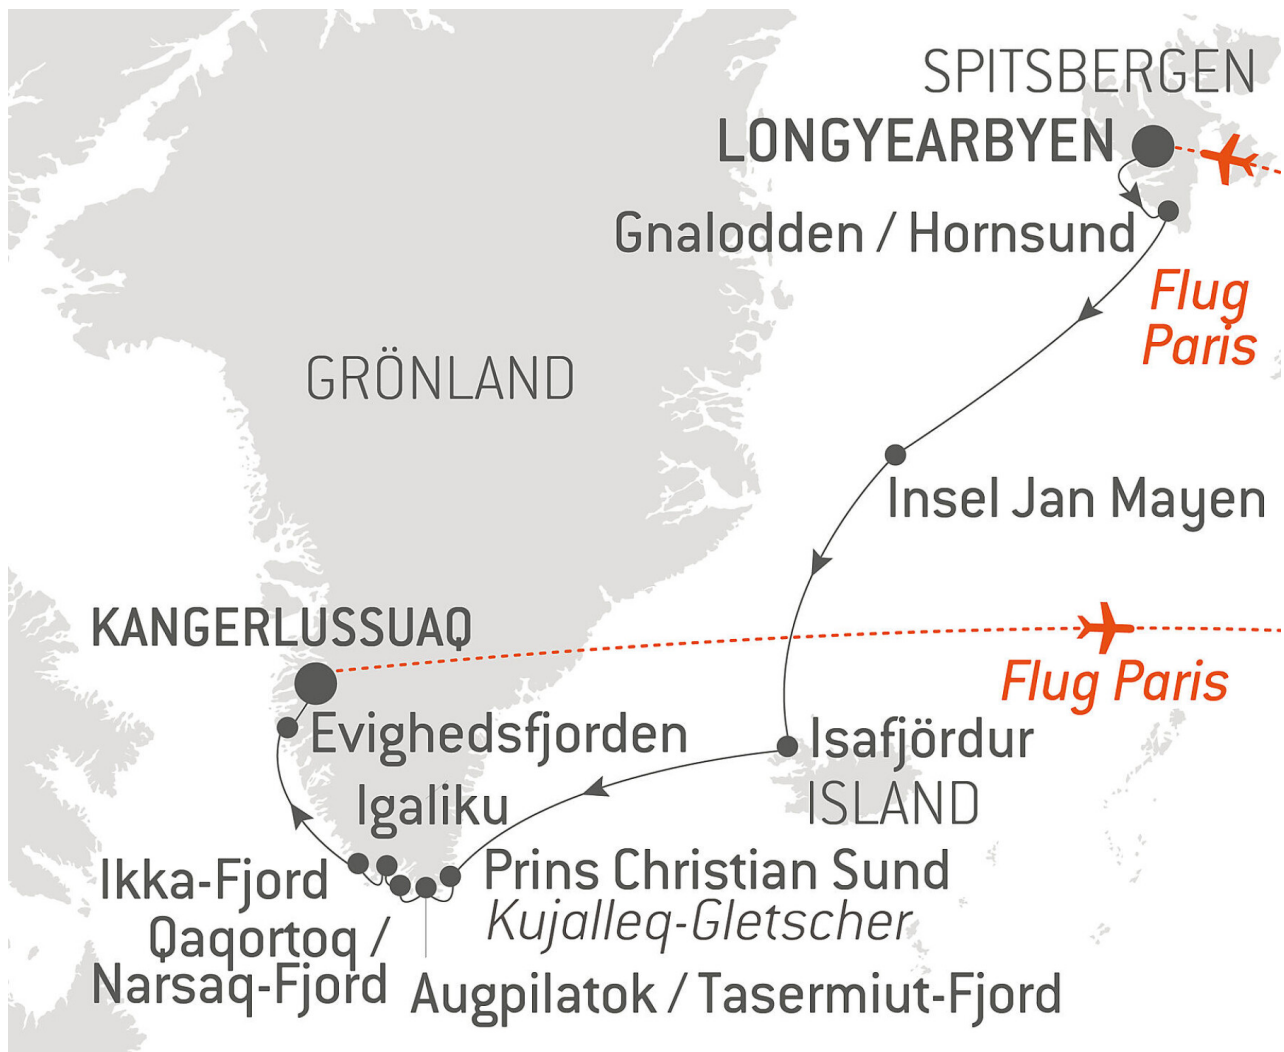 SPITSBERGEN
LONGYEARBYEN
Gnalodden / Hornsund
Flug
Paris
GRÖNLAND
Insel Jan Mayen
KANGERLUSSUAQ
Flug Paris
Evighedsfjorden
Isafjördur
ISLAND
Igaliku
Ikka-Fjord
Prins Christian Sund
Kujalleq-Gletscher
Qaqortoq /
Narsaq-Fjord
Augpilatok / Tasermiut-Fjord